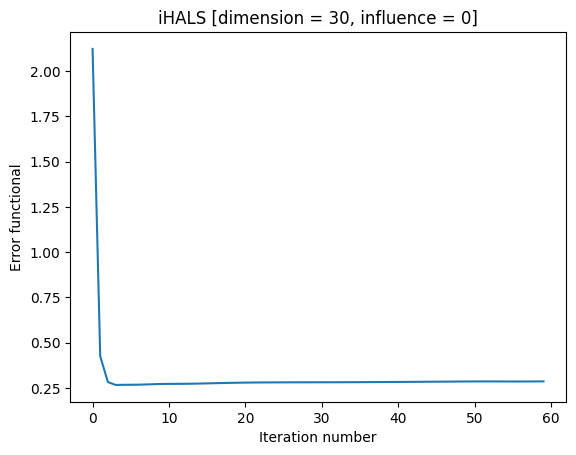 iHALS [dimension = 30, influence = 0]
2.00
1.75
1.50
1.25
1.00
0.75
0.50
0.25
Error functional
0 10 20 30 40 50 60
Iteration number